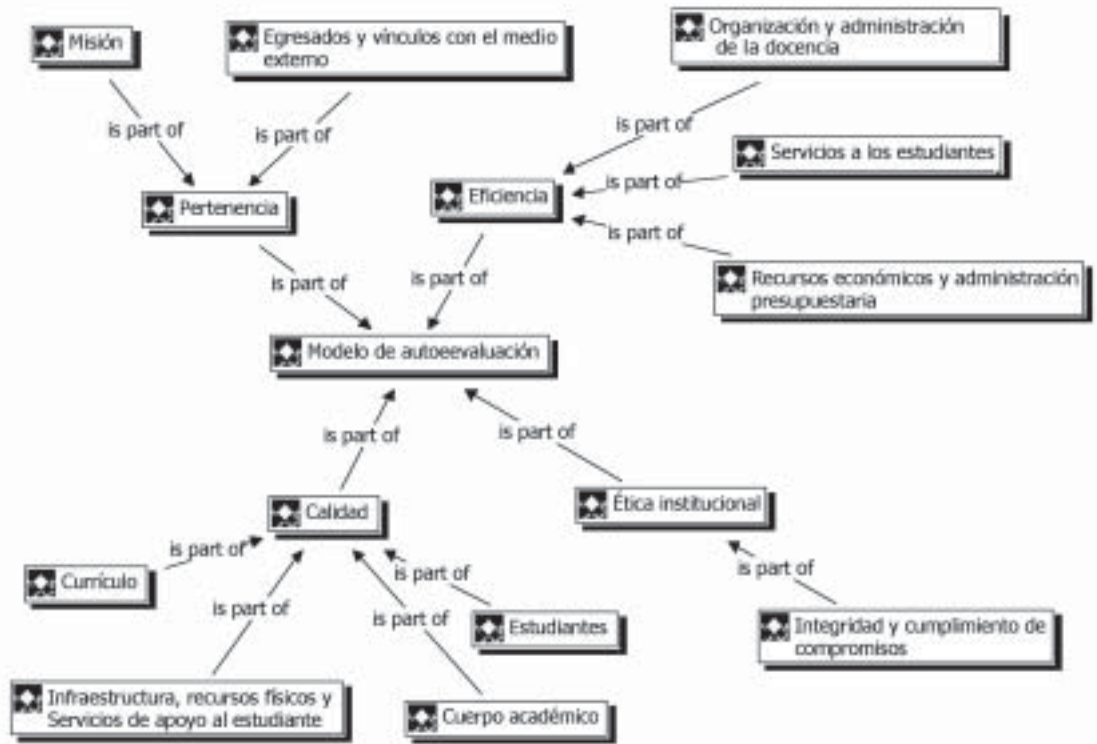 Misión
Egresados y vínculos con el medio
externo
Organización y administración
de la docencia
is part of
is part of
is part of
Servicios a los estudiantes
is part of
Pertenencia
Eficiencia
is part of
Recursos económicos y administración
presupuestaria
is part of
is part of
Modelo de autoeevaluación
is part of
is part of
Calidad
Ética institucional
is part of
Currículo
is part of
is part of
is part of
is part of
Estudiantes
Integridad y cumplimiento de
compromisos
Infraestructura, recursos físicos y
Servicios de apoyo al estudiante
Cuerpo académico